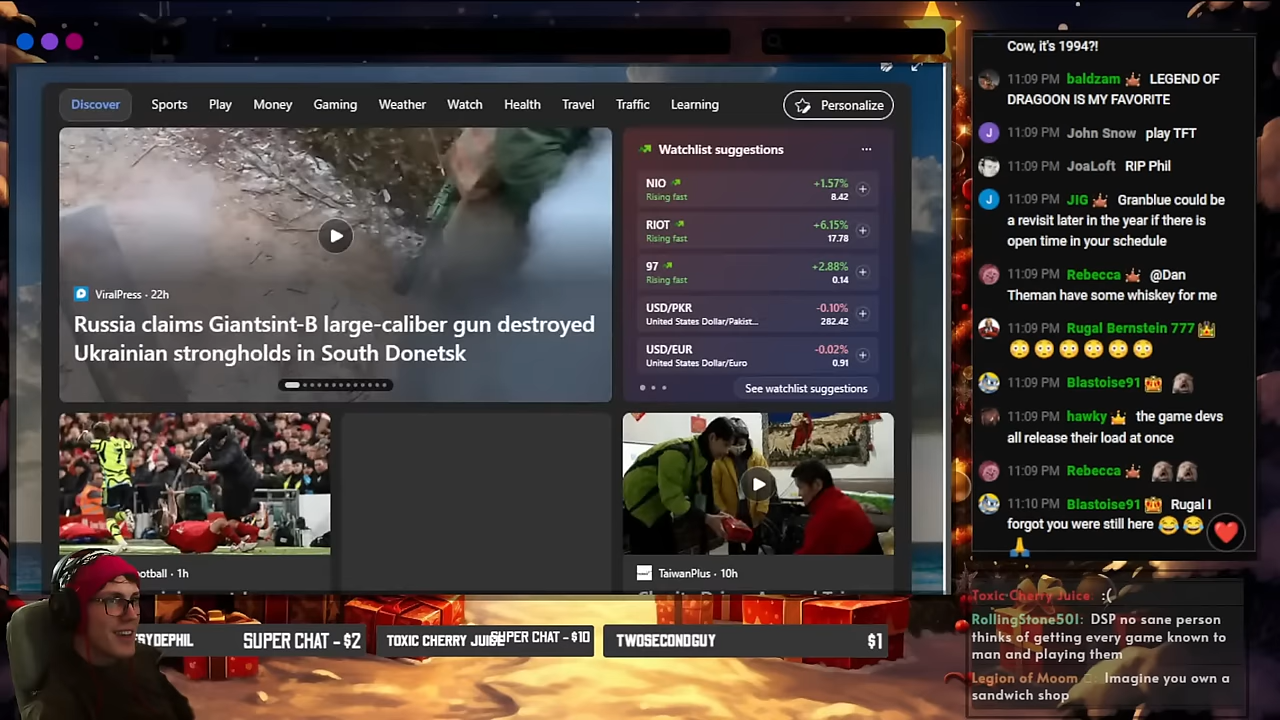 Discover
Sports
Play
Money
Gaming
Weather
Watch
Health
Travel
Traffic
Learning
Personalize
ViralPress · 22h
Russia claims Giantsint-B large-caliber gun destroyed
Ukrainian strongholds in South Donetsk
Watchlist suggestions
NIO
+1.57%
Rising fast
8.42
RIOT
+6.15%
Rising fast
17.78
97
+2.88%
Rising fast
0.14
USD/PKR
-0.10%
United States Dollar/Pakist...
282.42
USD/EUR
-0.02%
United States Dollar/Euro
0.91
See watchlist suggestions
7
ootball · 1h
TaiwanPlus · 10h
SYDEPHIL
SUPER CHAT - $2
TOXIC CHERRY JUICE
SUPER CHAT - $10
TWOSECONDGUY
$1
Cow, it's 1994?!
11:09 PM baldzam LEGEND OF
DRAGOON IS MY FAVORITE
J 11:09 PM John Snow play TFT
11:09 PM JoaLoft RIP Phil
J 11:09 PM JIG Granblue could be
a revisit later in the year if there is
open time in your schedule
11:09 PM Rebecca @Dan
Theman have some whiskey for me
11:09 PM Rugal Bernstein 777
😳😳😳😳😳😳
11:09 PM Blastoise91
11:09 PM hawky the game devs
all release their load at once
11:09 PM Rebecca
11:10 PM Blastoise91 Rugal I
forgot you were still here 😂😂
🙏
Toxic Cherry Juice: :(
RollingStone501: DSP no sane person
thinks of getting every game known to
man and playing them
Legion of Moom : Imagine you own a
sandwich shop